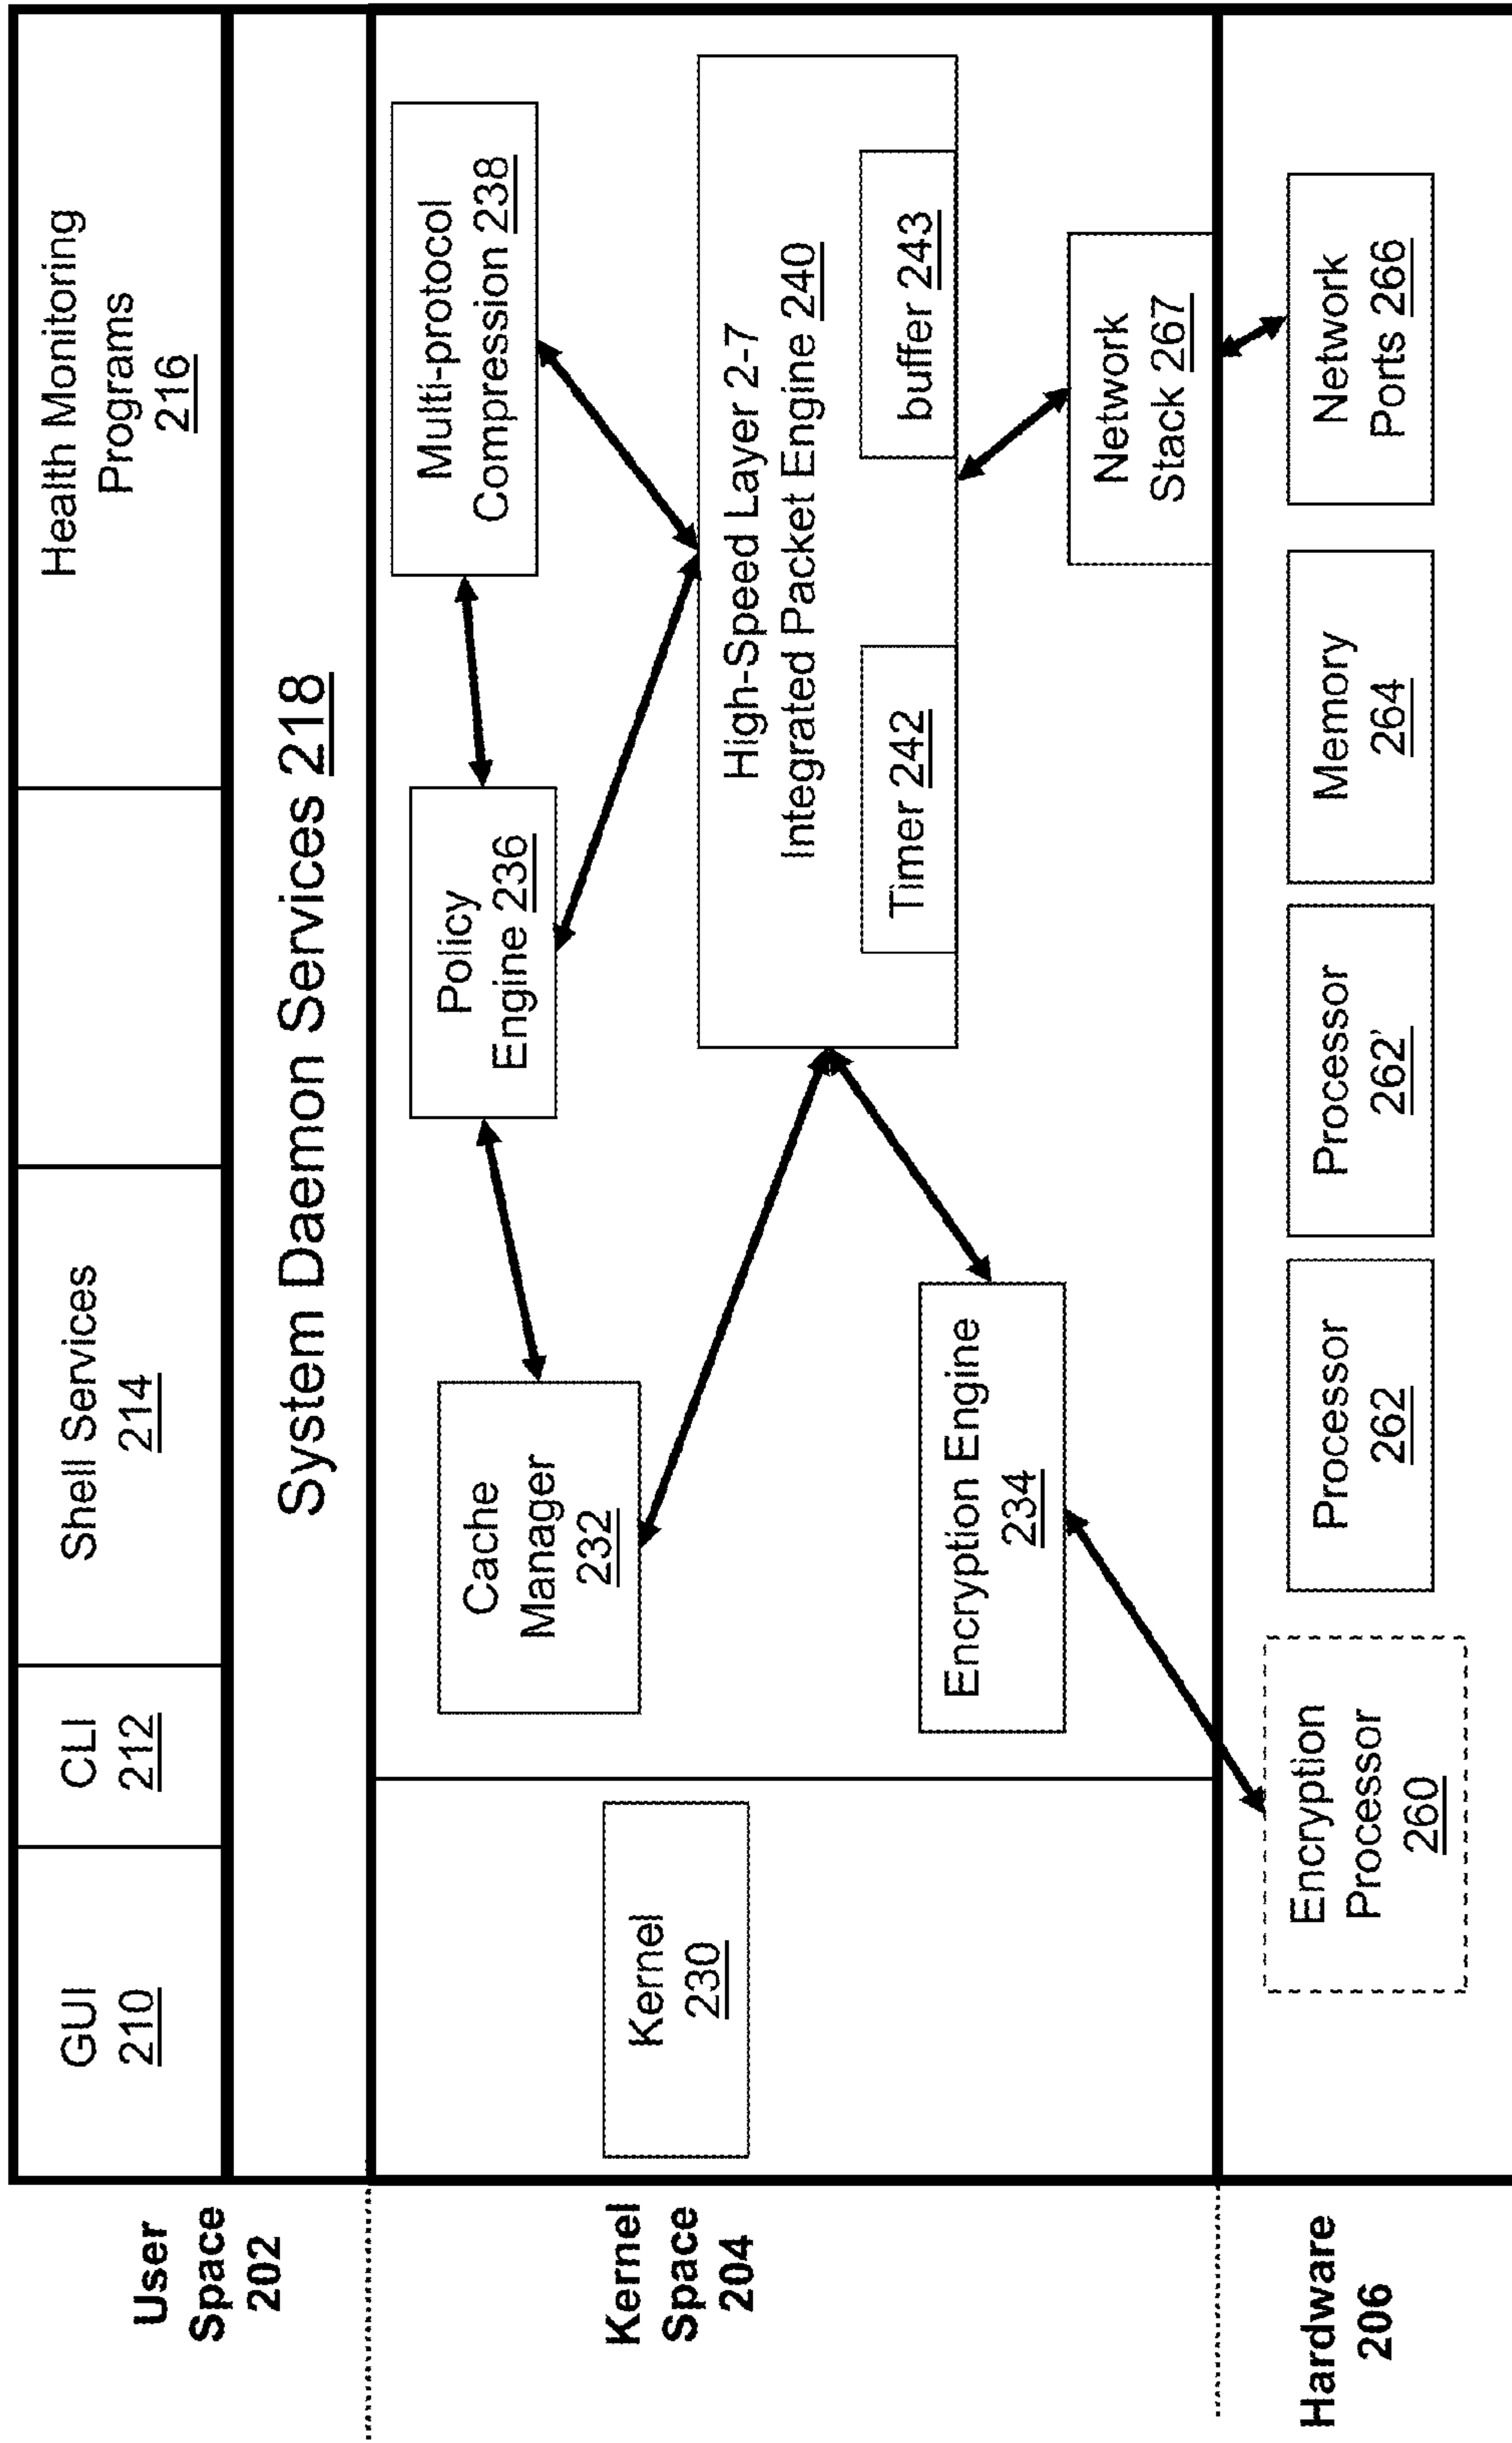 User
Space
202
GUI
210
CLI
212
Shell Services
214
Health Monitoring
Programs
216
System Daemon Services 218
Kernel
Space
204
Kernel
230
Cache
Manager
232
Policy
Engine 236
Multi-protocol
Compression 238
High-Speed Layer 2-7
Integrated Packet Engine 240
Timer 242
buffer 243
Encryption Engine
234
Network
Stack 267
Hardware
206
Encryption
Processor
260
Processor
262
Processor
262'
Memory
264
Network
Ports 266